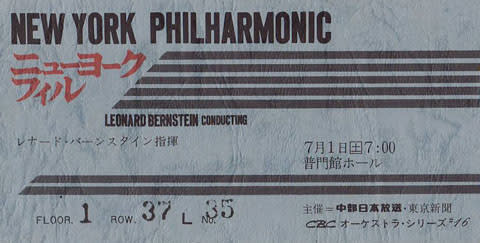 NEW YORK PHILHARMONIC
ニューヨーク
フィル
LEONARD BERNSTEIN CONDUCTING
レナード・バーンスタイン指揮
7月1日㊏7:00
普門館ホール
FLOOR. 1 ROW. 37 L No. 35
主催=中部日本放送・東京新聞
CBC オーケストラ・シリーズ#16